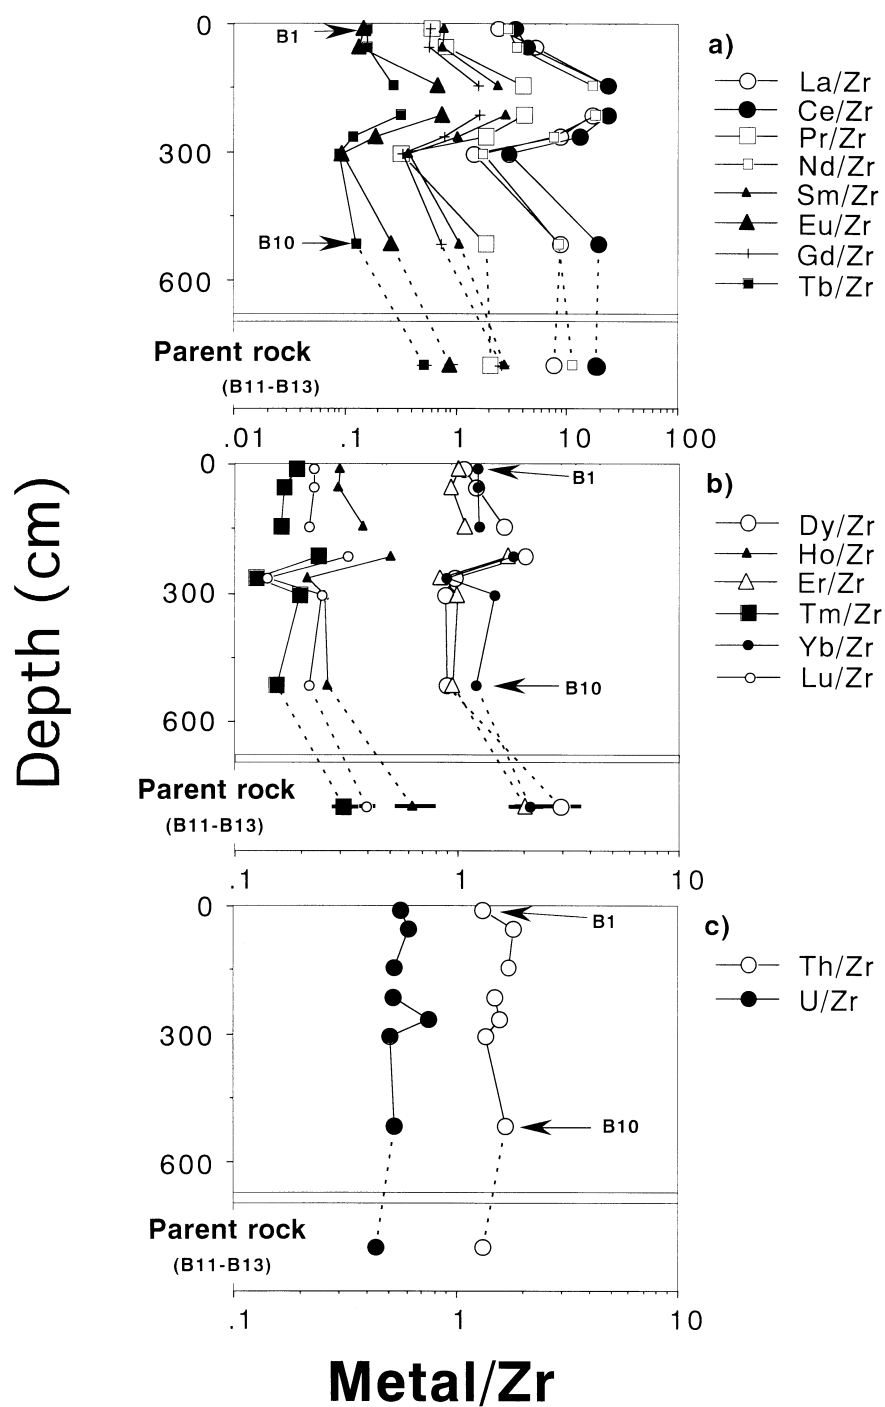 0
B1
300
B10
600
Parent rock
(B11-B13)
.01 .1 1 10 100
a)
La/Zr
Ce/Zr
Pr/Zr
Nd/Zr
Sm/Zr
Eu/Zr
Gd/Zr
Tb/Zr
Depth (cm)
0
B1
300
B10
600
Parent rock
(B11-B13)
.1 1 10
b)
Dy/Zr
Ho/Zr
Er/Zr
Tm/Zr
Yb/Zr
Lu/Zr
0
B1
300
B10
600
Parent rock
(B11-B13)
.1 1 10
c)
Th/Zr
U/Zr
Metal/Zr